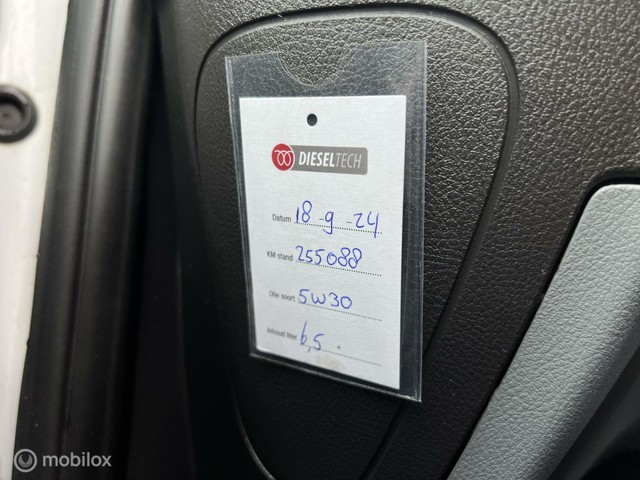 DIESELTECH
Datum 18-9-24
KM stand 255088
Olie soort 5W30
Inhoud liter 6,5
mobilox